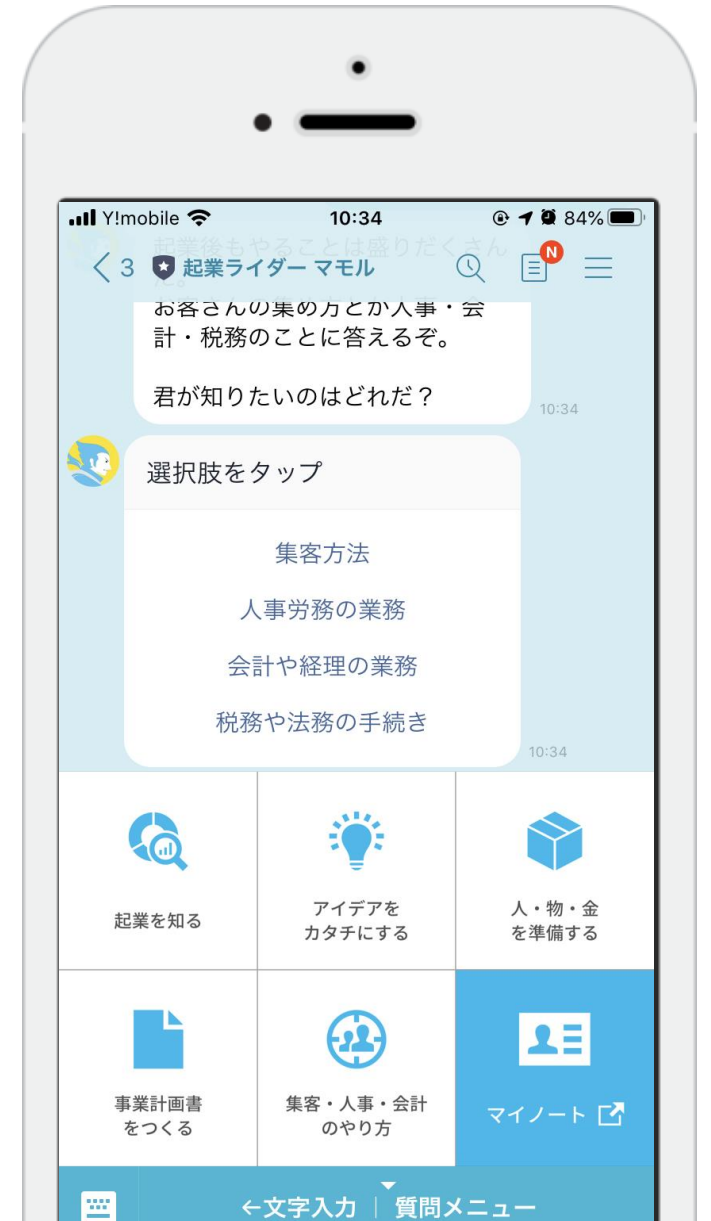 Y!mobile 10:34 84%
起業後もやることは盛りだくさん
だ。
3 起業ライダー マモル N
お客さんの集め方とか人事・会
計・税務のことに答えるぞ。
君が知りたいのはどれだ？
10:34
選択肢をタップ
集客方法
人事労務の業務
会計や経理の業務
税務や法務の手続き
10:34
起業を知る
アイデアを
カタチにする
人・物・金
を準備する
事業計画書
をつくる
集客・人事・会計
のやり方
マイノート
←文字入力 | 質問メニュー